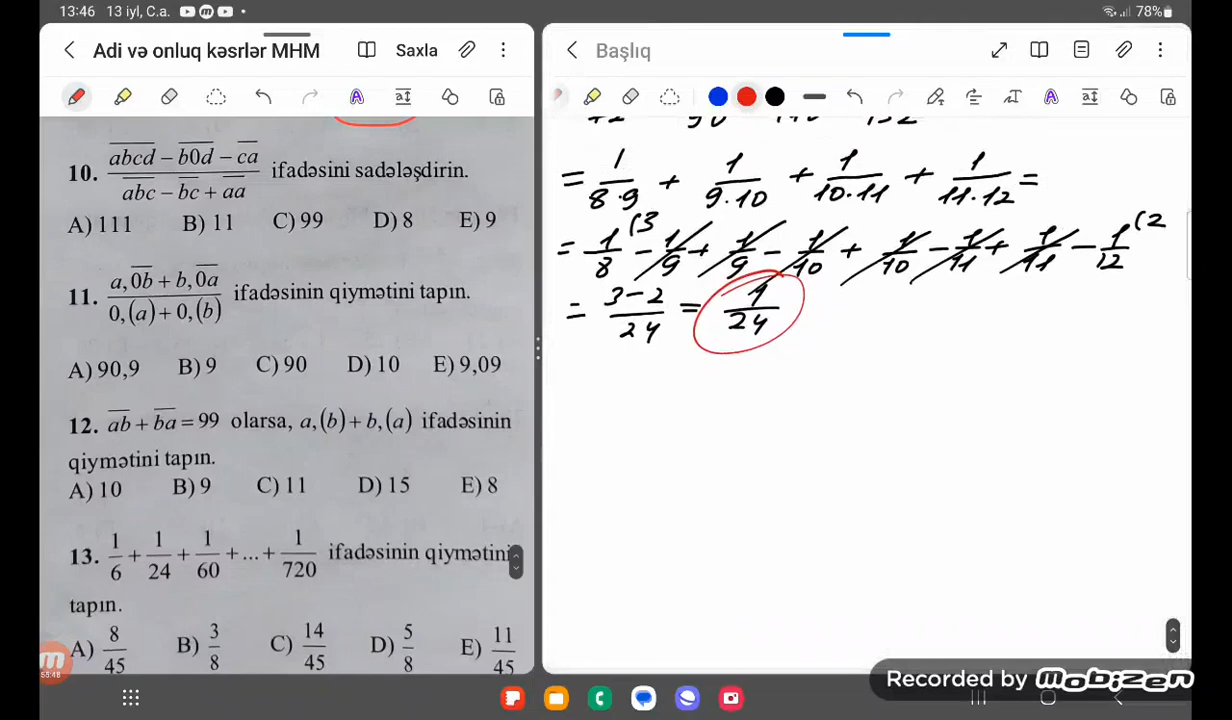 13:46 13 iyl, C.a. 78%
Adi və onluq kəsrlər MHM Saxla
10. (abcd − b0d − ca)/(abc − bc + aa) ifadəsini sadələşdirin.
A) 111 B) 11 C) 99 D) 8 E) 9
11. (a,0b + b,0a)/(0,(a) + 0,(b)) ifadəsinin qiymətini tapın.
A) 90,9 B) 9 C) 90 D) 10 E) 9,09
12. ab + ba = 99 olarsa, a,(b) + b,(a) ifadəsinin
qiymətini tapın.
A) 10 B) 9 C) 11 D) 15 E) 8
13. 1/6 + 1/24 + 1/60 + ... + 1/720 ifadəsinin qiymətini
tapın.
A) 8/45 B) 3/8 C) 14/45 D) 5/8 E) 11/45
55:48
Başlıq
= 1/8·9 + 1/9·10 + 1/10·11 + 1/11·12 =
= 1/8 (3 − 1/9 + 1/9 − 1/10 + 1/10 − 1/11 + 1/11 − 1/12 (2
= (3−2)/24 = 1/24
Recorded by mobizen